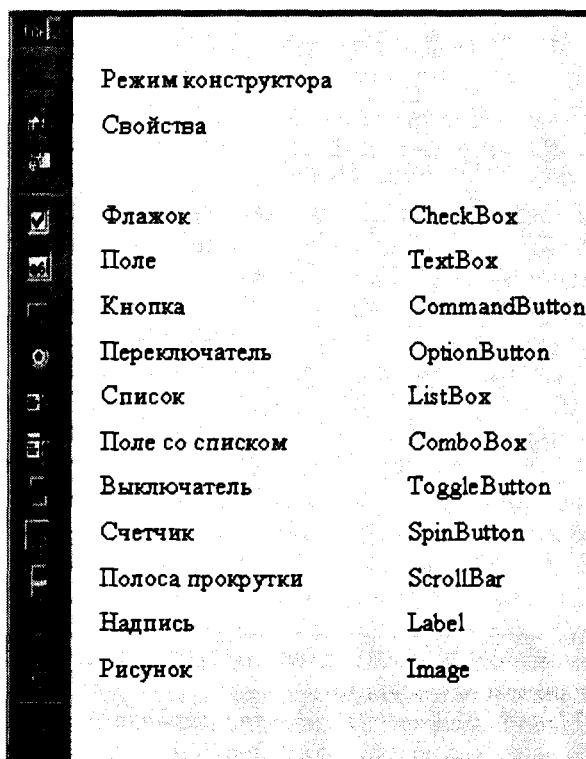 Режим конструктора
Свойства
Флажок CheckBox
Поле TextBox
Кнопка CommandButton
Переключатель OptionButton
Список ListBox
Поле со списком ComboBox
Выключатель ToggleButton
Счетчик SpinButton
Полоса прокрутки ScrollBar
Надпись Label
Рисунок Image